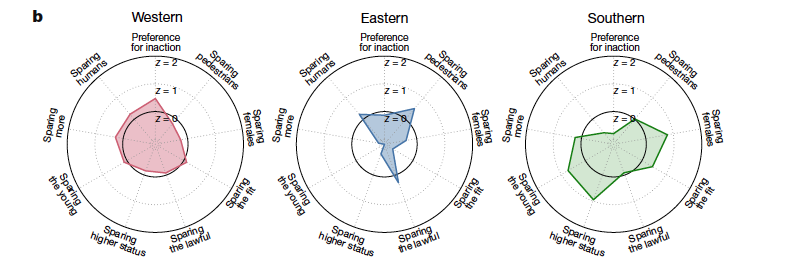 b
Western
Preference
for inaction
z = 2
z = 1
z = 0
Sparing
pedestrians
Sparing
females
Sparing
the fit
Sparing
the lawful
Sparing
higher status
Sparing
the young
Sparing
more
Sparing
humans
Eastern
Preference
for inaction
z = 2
z = 1
z = 0
Sparing
pedestrians
Sparing
females
Sparing
the fit
Sparing
the lawful
Sparing
higher status
Sparing
the young
Sparing
more
Sparing
humans
Southern
Preference
for inaction
z = 2
z = 1
z = 0
Sparing
pedestrians
Sparing
females
Sparing
the fit
Sparing
the lawful
Sparing
higher status
Sparing
the young
Sparing
more
Sparing
humans